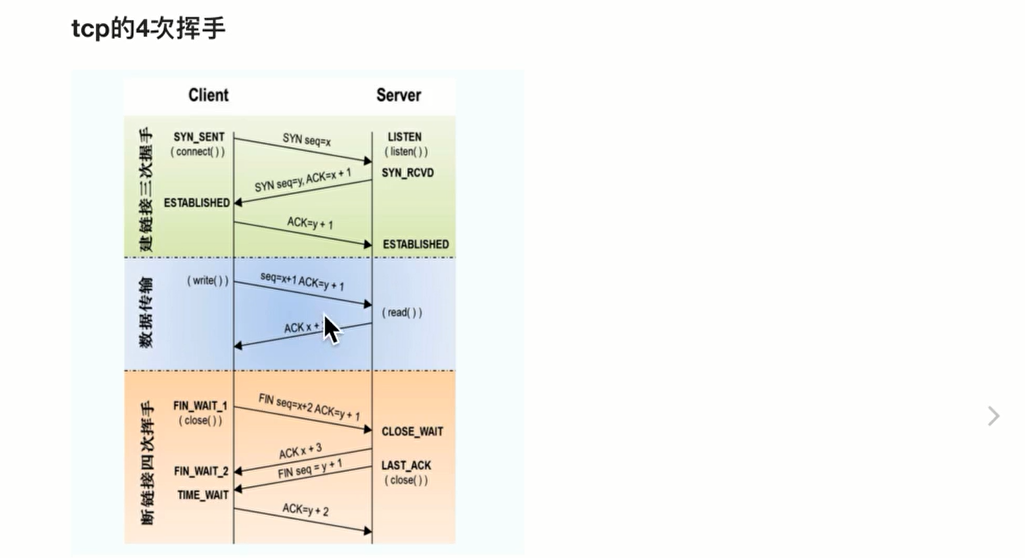 tcp的4次挥手
Client Server
建链接三次握手
SYN_SENT
(connect())
SYN seq=x
LISTEN
(listen())
SYN_RCVD
SYN seq=y, ACK=x + 1
ESTABLISHED
ACK=y + 1
ESTABLISHED
数据传输
(write())
seq=x+1 ACK=y + 1
(read())
ACK x +
断链接四次挥手
FIN_WAIT_1
(close())
FIN seq=x+2 ACK=y + 1
CLOSE_WAIT
ACK x + 3
FIN_WAIT_2
FIN seq = y + 1
LAST_ACK
(close())
TIME_WAIT
ACK=y + 2